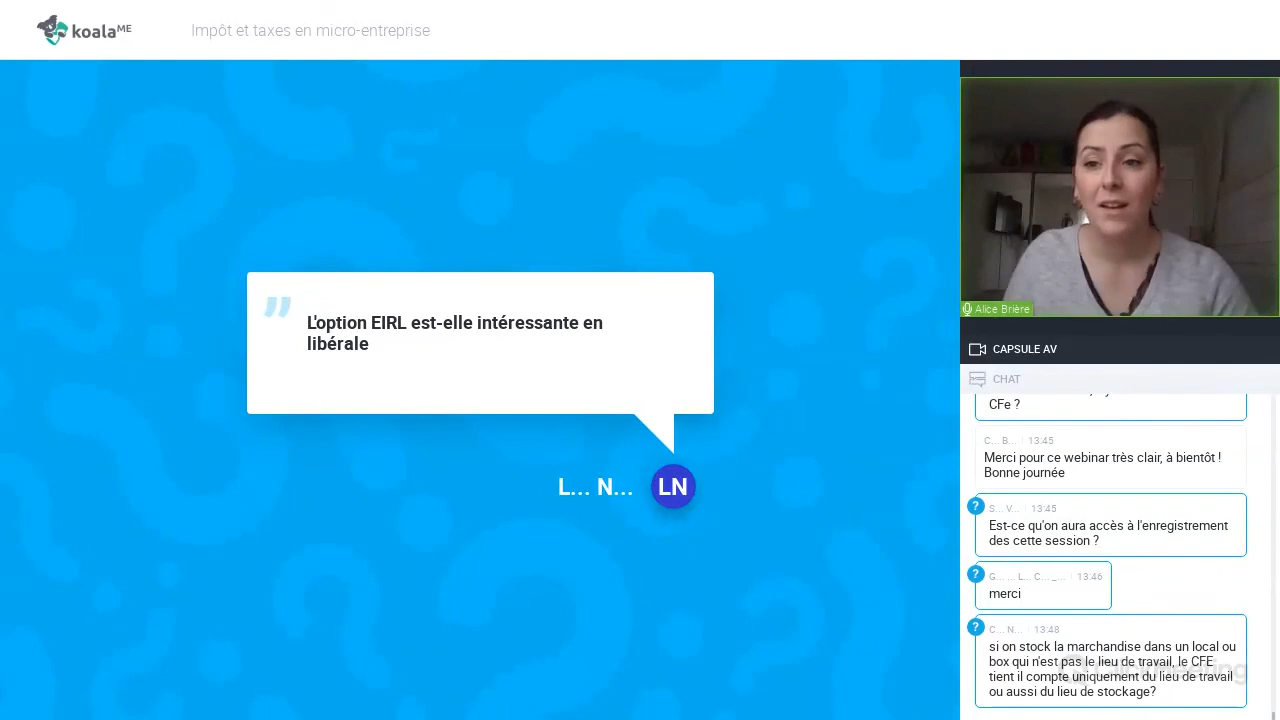 koala ME
Impôt et taxes en micro-entreprise
L'option EIRL est-elle intéressante en
libérale
L... N...
LN
Alice Brière
CAPSULE AV
CHAT
CFe ?
C... B... 13:45
Merci pour ce webinar très clair, à bientôt !
Bonne journée
?
S... V... 13:45
Est-ce qu'on aura accès à l'enregistrement
des cette session ?
?
G... ... L... C... _... 13:46
merci
?
C... N... 13:48
si on stock la marchandise dans un local ou
box qui n'est pas le lieu de travail, le CFE
tient il compte uniquement du lieu de travail
ou aussi du lieu de stockage?